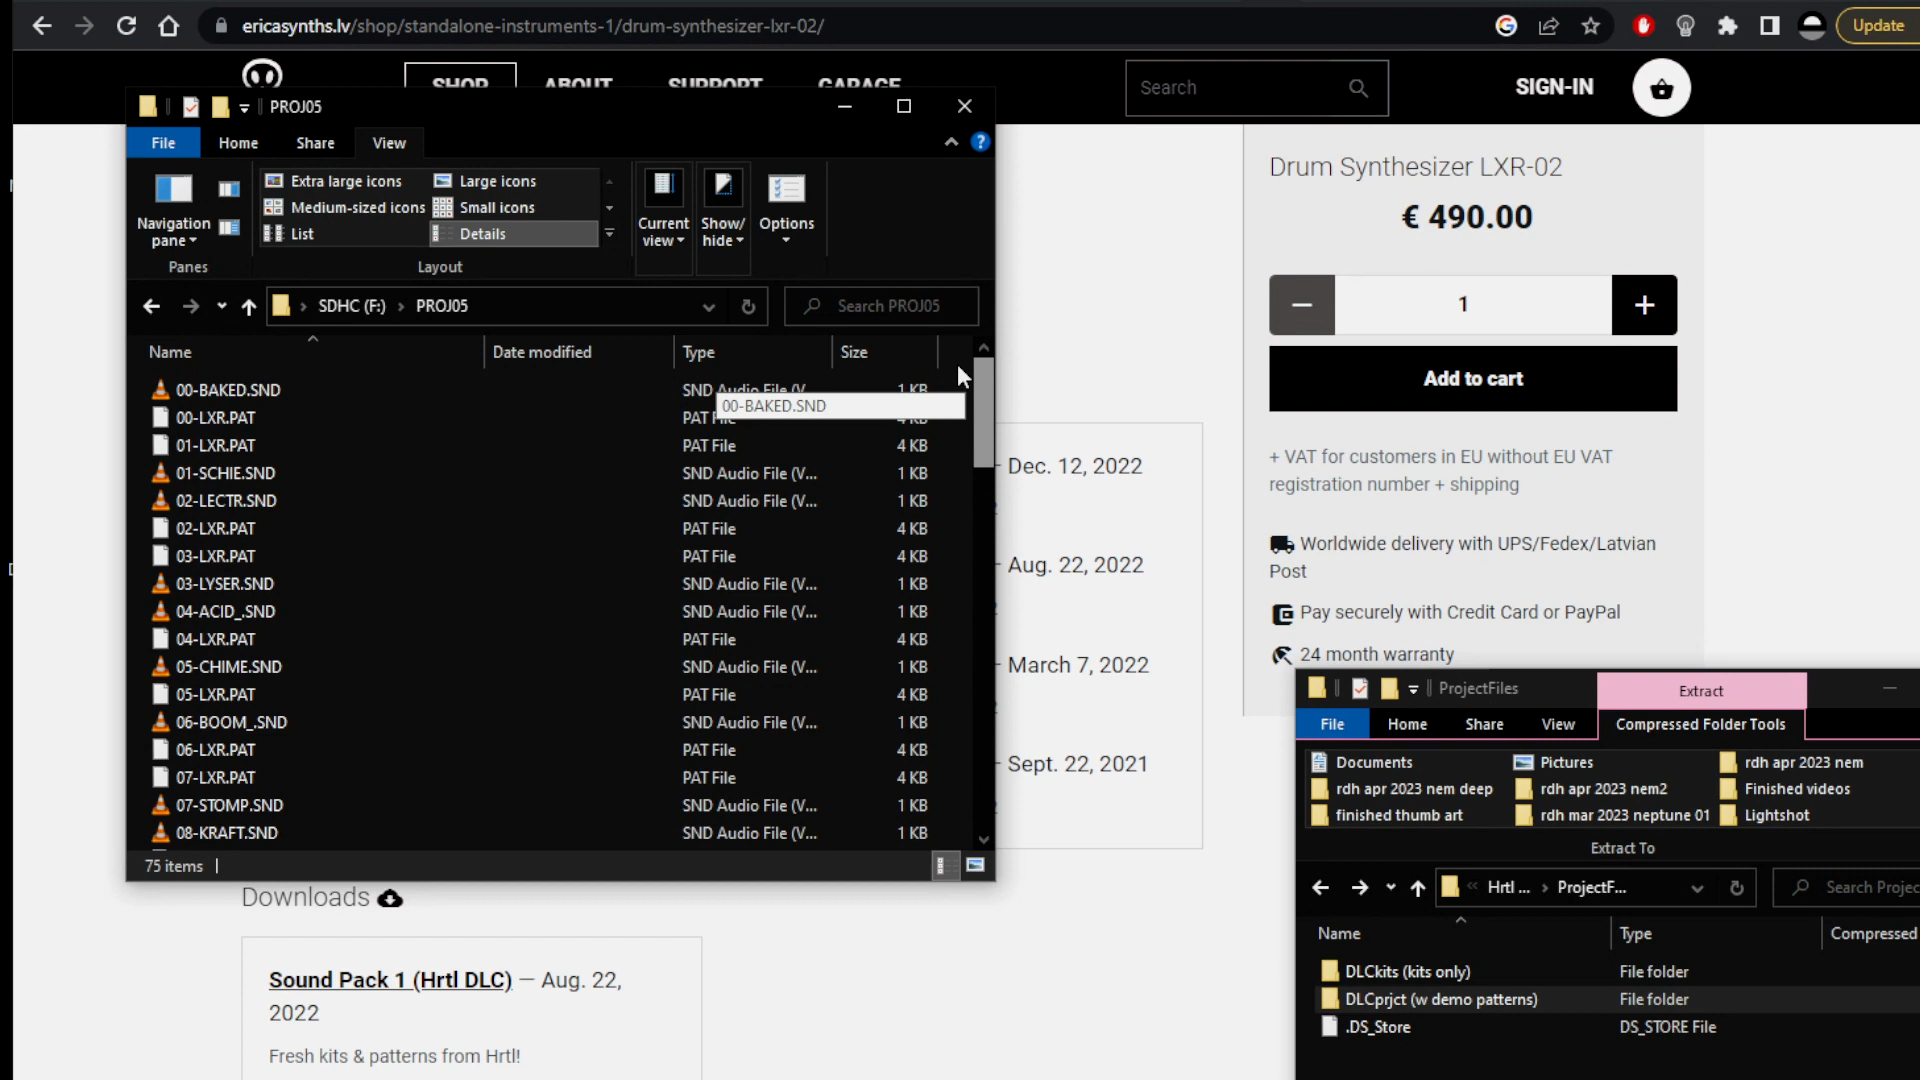 ericasynths.lv/shop/standalone-instruments-1/drum-synthesizer-lxr-02/
Update
SHOP ABOUT SUPPORT GARAGE
Search
SIGN-IN
PROJ05
File Home Share View
Navigation pane
Panes
Extra large icons Large icons
Medium-sized icons Small icons
List Details
Layout
Current view
Show/ hide
Options
SDHC (F:) PROJ05
Search PROJ05
Name Date modified Type Size
00-BAKED.SND SND Audio File (V... 1 KB
00-BAKED.SND
00-LXR.PAT PAT File 4 KB
01-LXR.PAT PAT File 4 KB
01-SCHIE.SND SND Audio File (V... 1 KB
02-LECTR.SND SND Audio File (V... 1 KB
02-LXR.PAT PAT File 4 KB
03-LXR.PAT PAT File 4 KB
03-LYSER.SND SND Audio File (V... 1 KB
04-ACID_.SND SND Audio File (V... 1 KB
04-LXR.PAT PAT File 4 KB
05-CHIME.SND SND Audio File (V... 1 KB
05-LXR.PAT PAT File 4 KB
06-BOOM_.SND SND Audio File (V... 1 KB
06-LXR.PAT PAT File 4 KB
07-LXR.PAT PAT File 4 KB
07-STOMP.SND SND Audio File (V... 1 KB
08-KRAFT.SND SND Audio File (V... 1 KB
75 items
Drum Synthesizer LXR-02
€ 490.00
− 1 +
Add to cart
+ VAT for customers in EU without EU VAT
registration number + shipping
Worldwide delivery with UPS/Fedex/Latvian
Post
Pay securely with Credit Card or PayPal
24 month warranty
- Dec. 12, 2022
- Aug. 22, 2022
- March 7, 2022
- Sept. 22, 2021
Downloads
Sound Pack 1 (Hrtl DLC) — Aug. 22,
2022
Fresh kits & patterns from Hrtl!
ProjectFiles
Extract
File Home Share View Compressed Folder Tools
Documents Pictures rdh apr 2023 nem
rdh apr 2023 nem deep rdh apr 2023 nem2 Finished videos
finished thumb art rdh mar 2023 neptune 01 Lightshot
Extract To
« Hrtl ... ProjectF...
Search Projec
Name Type Compressed
DLCkits (kits only) File folder
DLCprjct (w demo patterns) File folder
.DS_Store DS_STORE File